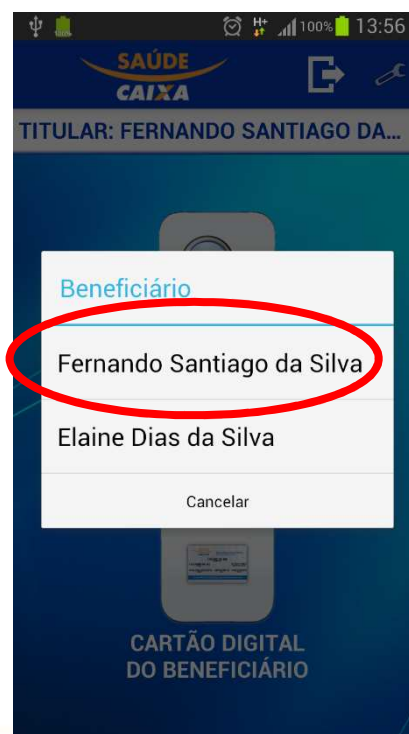 100% 13:56
SAÚDE
CAIXA
TITULAR: FERNANDO SANTIAGO DA...
Beneficiário
Fernando Santiago da Silva
Elaine Dias da Silva
Cancelar
CARTÃO DIGITAL
DO BENEFICIÁRIO